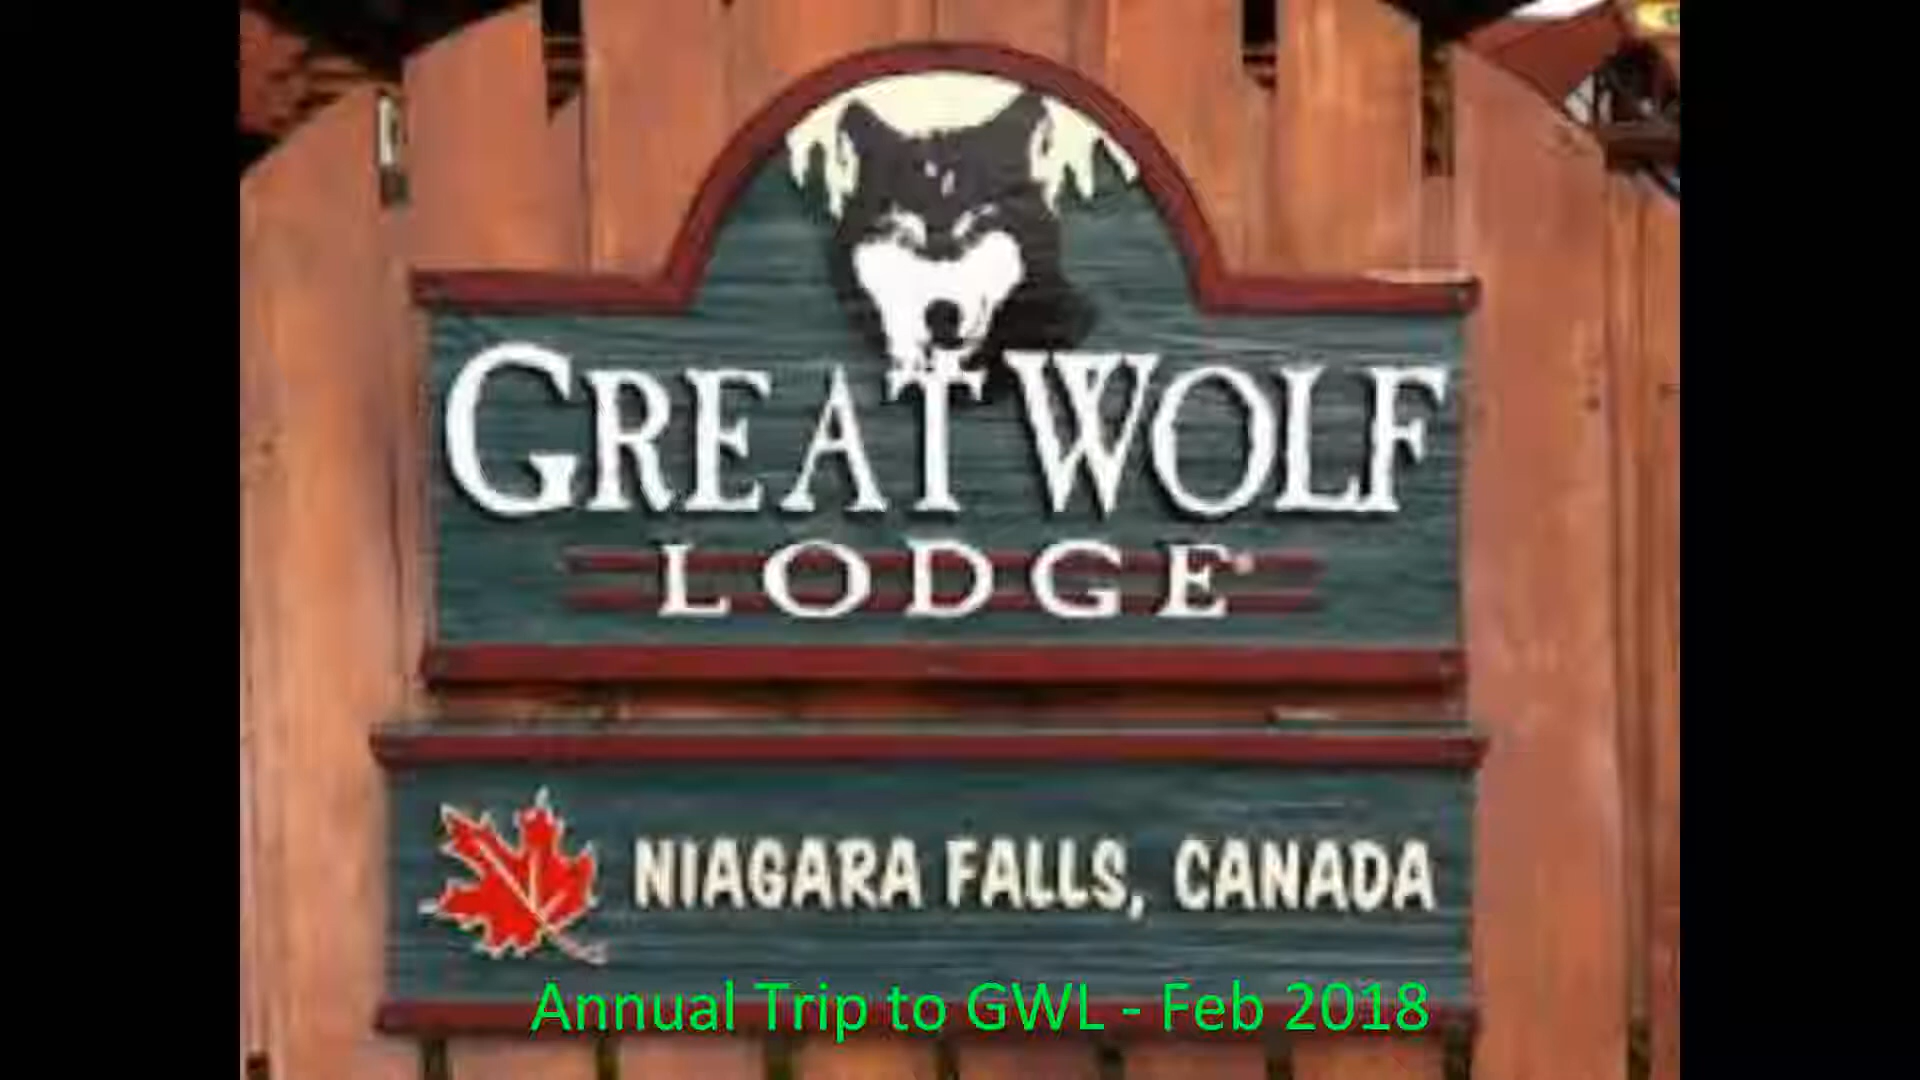 GREAT WOLF
LODGE
NIAGARA FALLS, CANADA
Annual Trip to GWL - Feb 2018